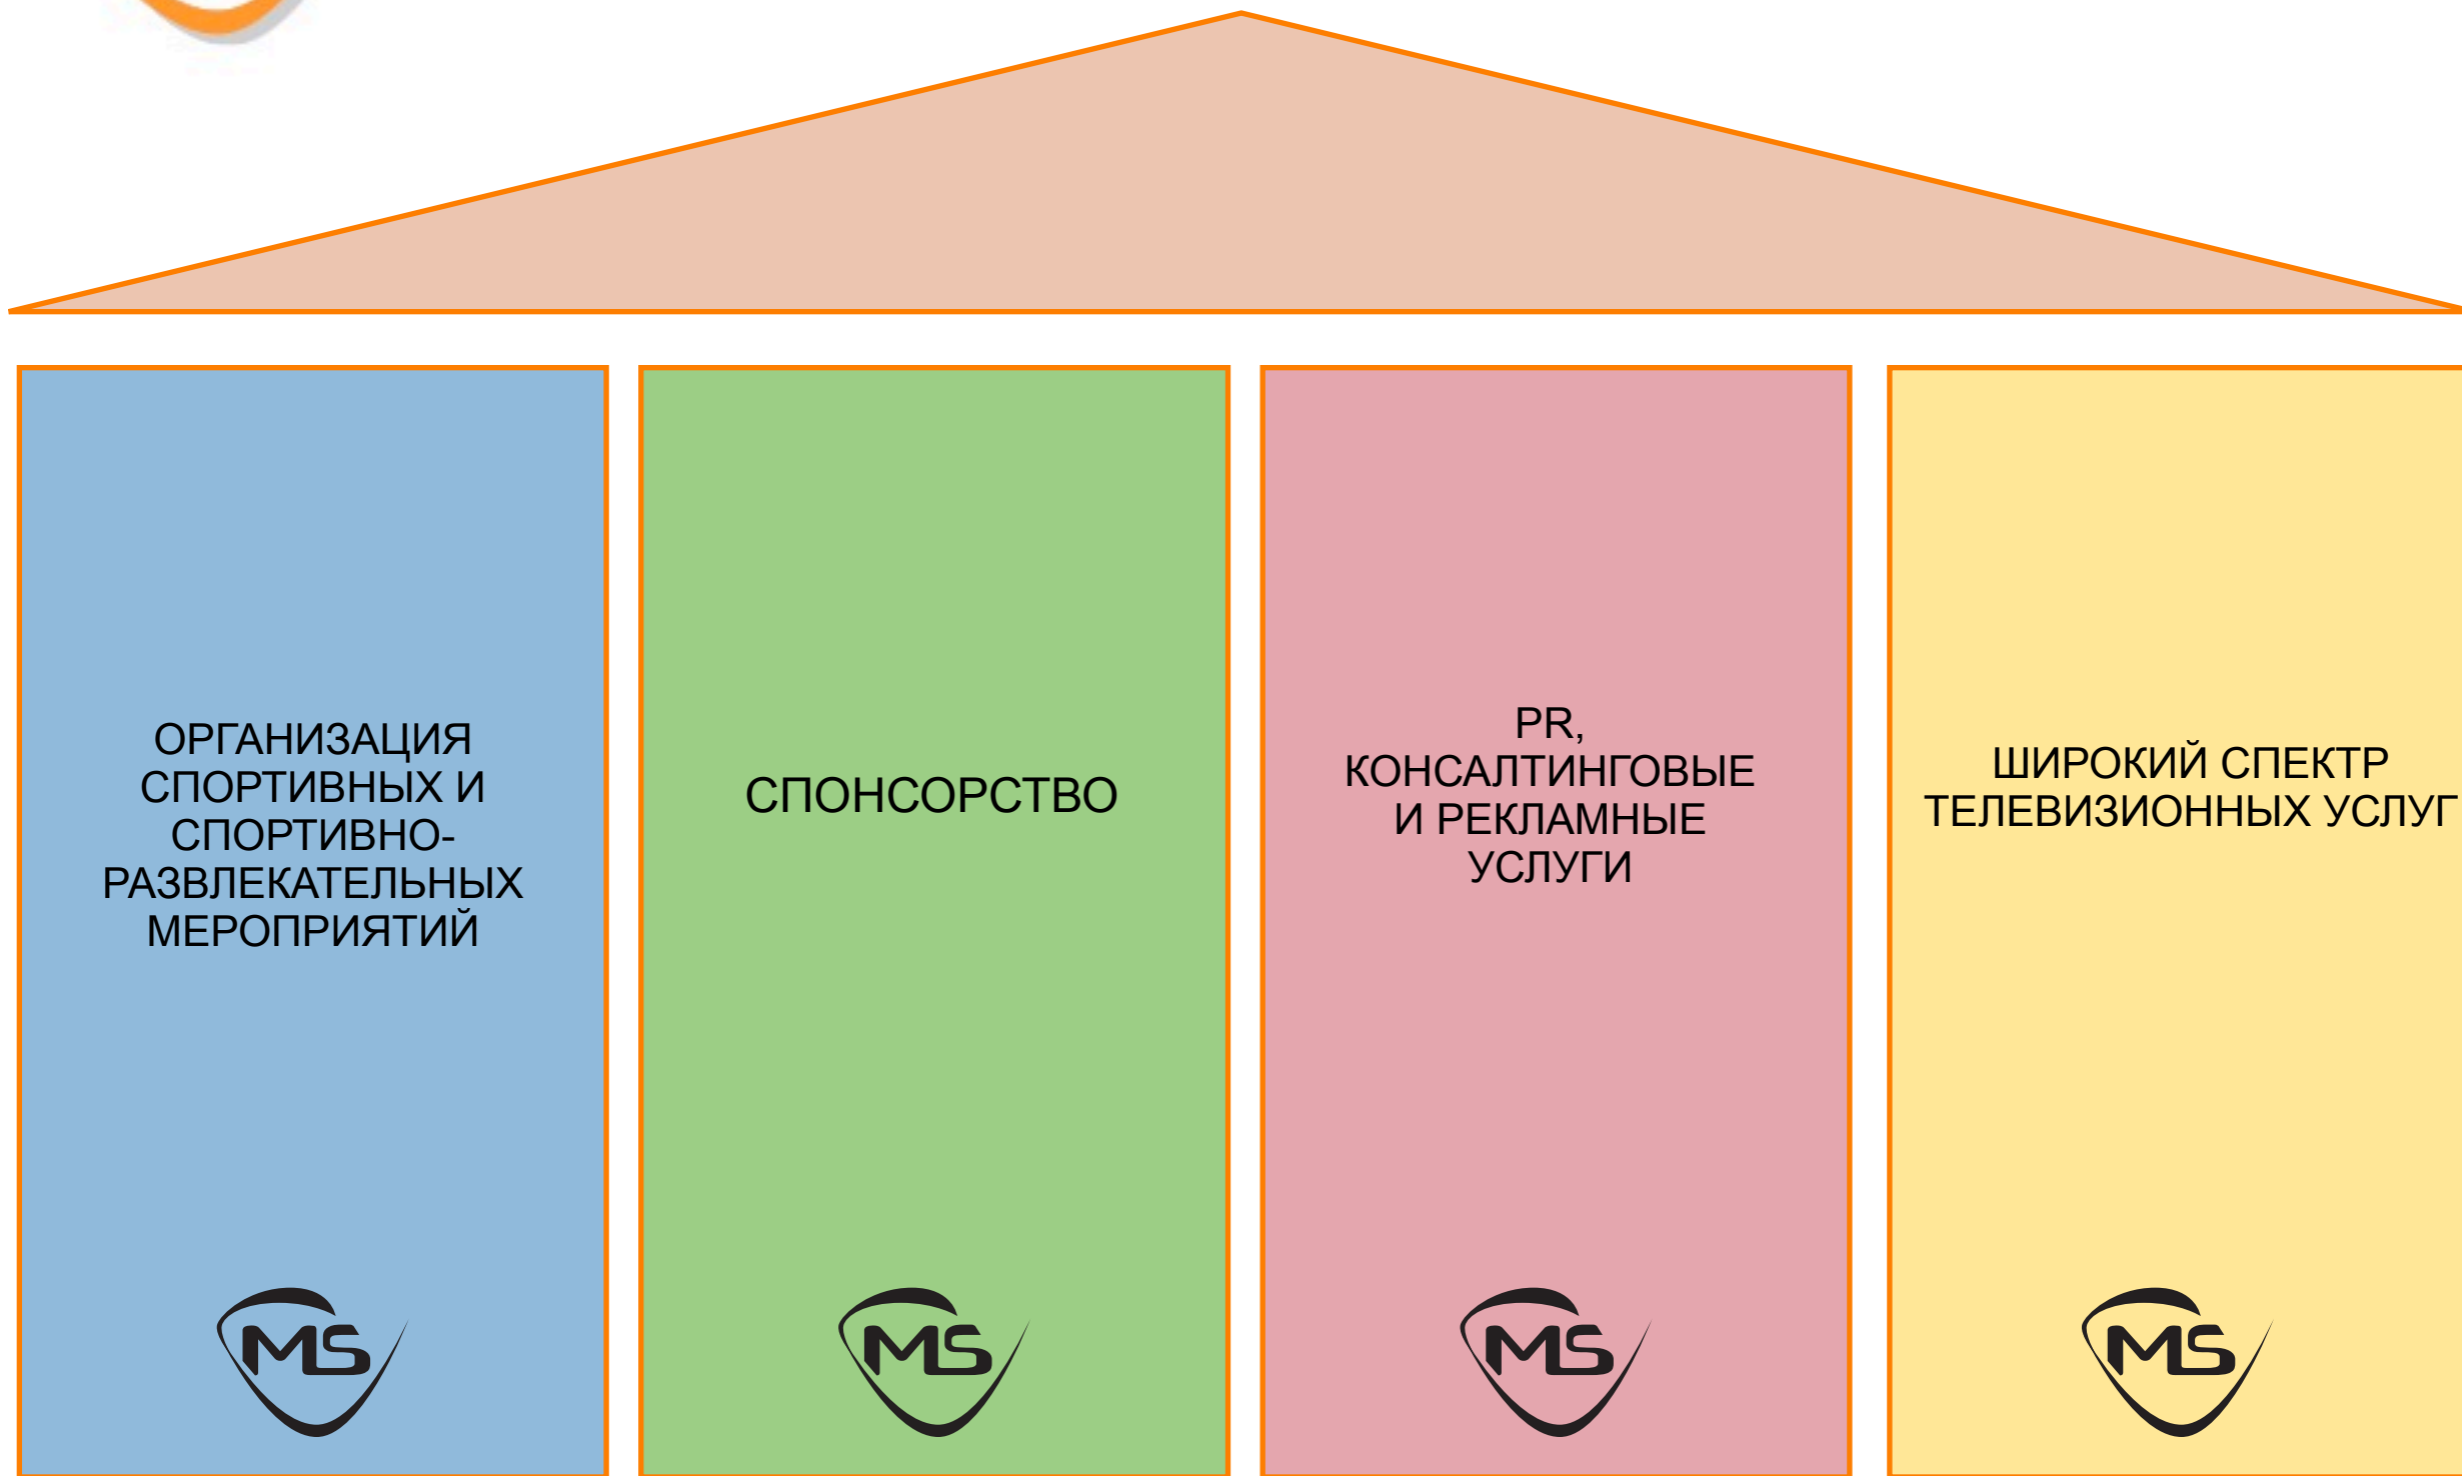 ОРГАНИЗАЦИЯ
СПОРТИВНЫХ И
СПОРТИВНО-
РАЗВЛЕКАТЕЛЬНЫХ
МЕРОПРИЯТИЙ
СПОНСОРСТВО
PR,
КОНСАЛТИНГОВЫЕ
И РЕКЛАМНЫЕ
УСЛУГИ
ШИРОКИЙ СПЕКТР
ТЕЛЕВИЗИОННЫХ УСЛУГ
MS
MS
MS
MS